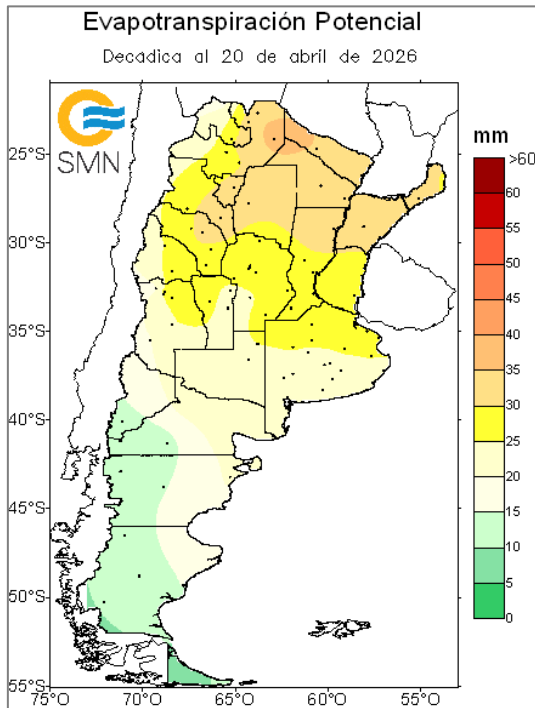 Evapotranspiración Potencial
Decádica al 20 de abril de 2026
SMN
mm
>60
60
55
50
45
40
35
30
25
20
15
10
5
0
25°S
30°S
35°S
40°S
45°S
50°S
55°S
75°O 70°O 65°O 60°O 55°O